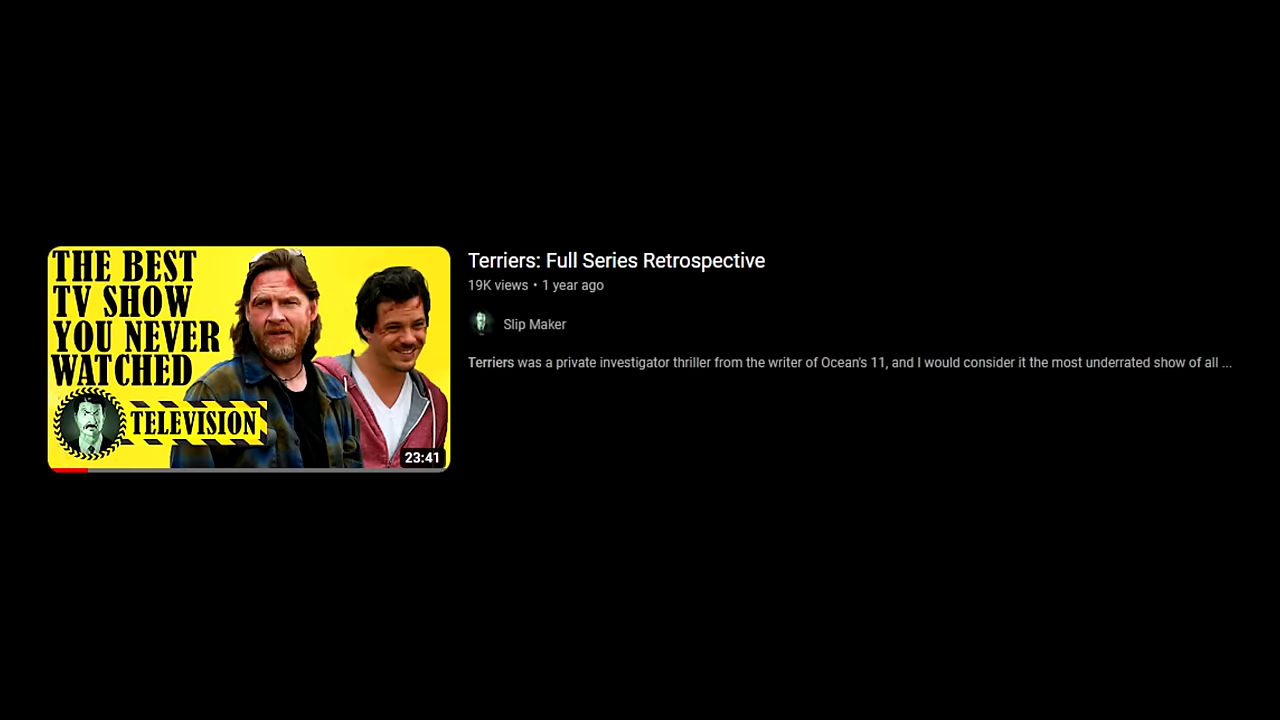 THE BEST
TV SHOW
YOU NEVER
WATCHED
TELEVISION
23:41
Terriers: Full Series Retrospective
19K views • 1 year ago
Slip Maker
Terriers was a private investigator thriller from the writer of Ocean's 11, and I would consider it the most underrated show of all ...